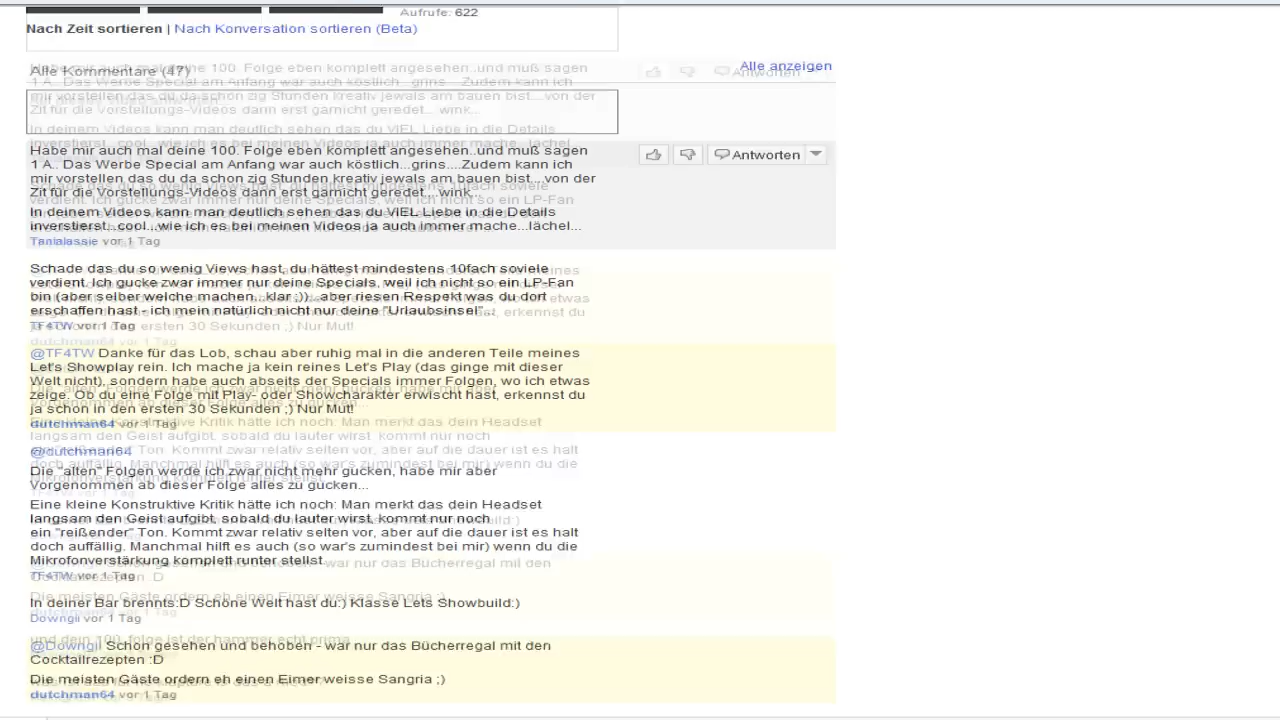 Aufrufe: 622
Nach Zeit sortieren | Nach Konversation sortieren (Beta)
Alle Kommentare (47)
Alle anzeigen
Habe mir auch mal deine 100. Folge eben komplett angesehen..und muß sagen
1 A.. Das Werbe Special am Anfang war auch köstlich...grins....Zudem kann ich
mir vorstellen das du da schon zig Stunden kreativ jewals am bauen bist....von der
Zit für die Vorstellungs-Videos dann erst garnicht geredet....wink...
Antworten
In deinem Videos kann man deutlich sehen das du VIEL Liebe in die Details
inverstierst...cool....wie ich es bei meinen Videos ja auch immer mache...lächel...
vor 1 Tag
Schade das du so wenig Views hast, du hättest mindestens 10fach soviele
verdient. Ich gucke zwar immer nur deine Specials, weil ich nicht so ein LP-Fan
bin (aber selber welche machen.. klar ;)).. aber riesen Respekt was du dort
erschaffen hast - ich mein natürlich nicht nur deine "Urlaubsinsel"...
TF4TW vor 1 Tag
@TF4TW Danke für das Lob, schau aber ruhig mal in die anderen Teile meines
Let's Showplay rein. Ich mache ja kein reines Let's Play (das ginge mit dieser
Welt nicht), sondern habe auch abseits der Specials immer Folgen, wo ich etwas
zeige. Ob du eine Folge mit Play- oder Showcharakter erwischt hast, erkennst du
ja schon in den ersten 30 Sekunden ;) Nur Mut!
dutchman64 vor 1 Tag
@dutchman64
Die "alten" Folgen werde ich zwar nicht mehr gucken, habe mir aber
Vorgenommen ab dieser Folge alles zu gucken...
Eine kleine Konstruktive Kritik hätte ich noch: Man merkt das dein Headset
langsam den Geist aufgibt, sobald du lauter wirst, kommt nur noch
ein "reißender" Ton. Kommt zwar relativ selten vor, aber auf die dauer ist es halt
doch auffällig. Manchmal hilft es auch (so war's zumindest bei mir) wenn du die
Mikrofonverstärkung komplett runter stellst.
TF4TW vor 1 Tag
In deiner Bar brennts:D Schöne Welt hast du:) Klasse Lets Showbuild:)
Downgii vor 1 Tag
@Downgii Schon gesehen und behoben - war nur das Bücherregal mit den
Cocktailrezepten :D
Die meisten Gäste ordern eh einen Eimer weisse Sangria ;)
dutchman64 vor 1 Tag